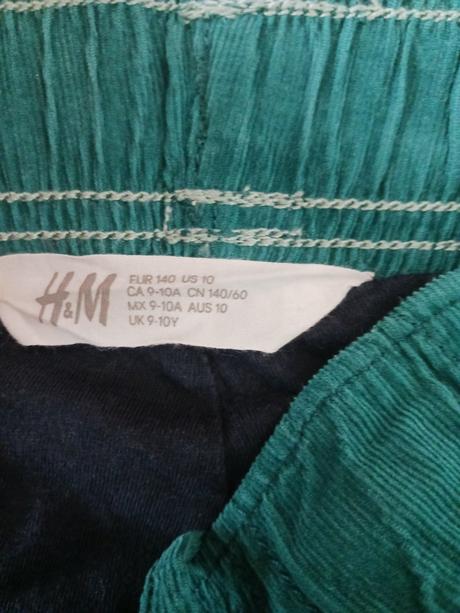 H&M
EUR 140 US 10
CA 9-10A CN 140/60
MX 9-10A AUS 10
UK 9-10Y